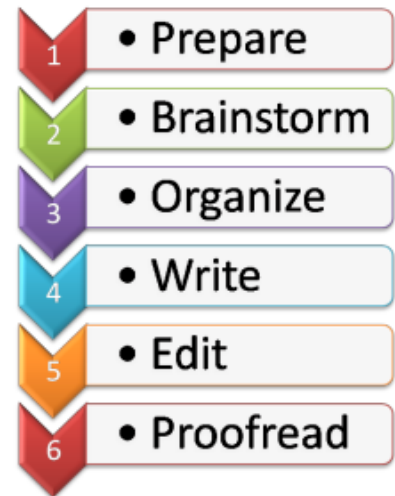 1 • Prepare
2 • Brainstorm
3 • Organize
4 • Write
5 • Edit
6 • Proofread